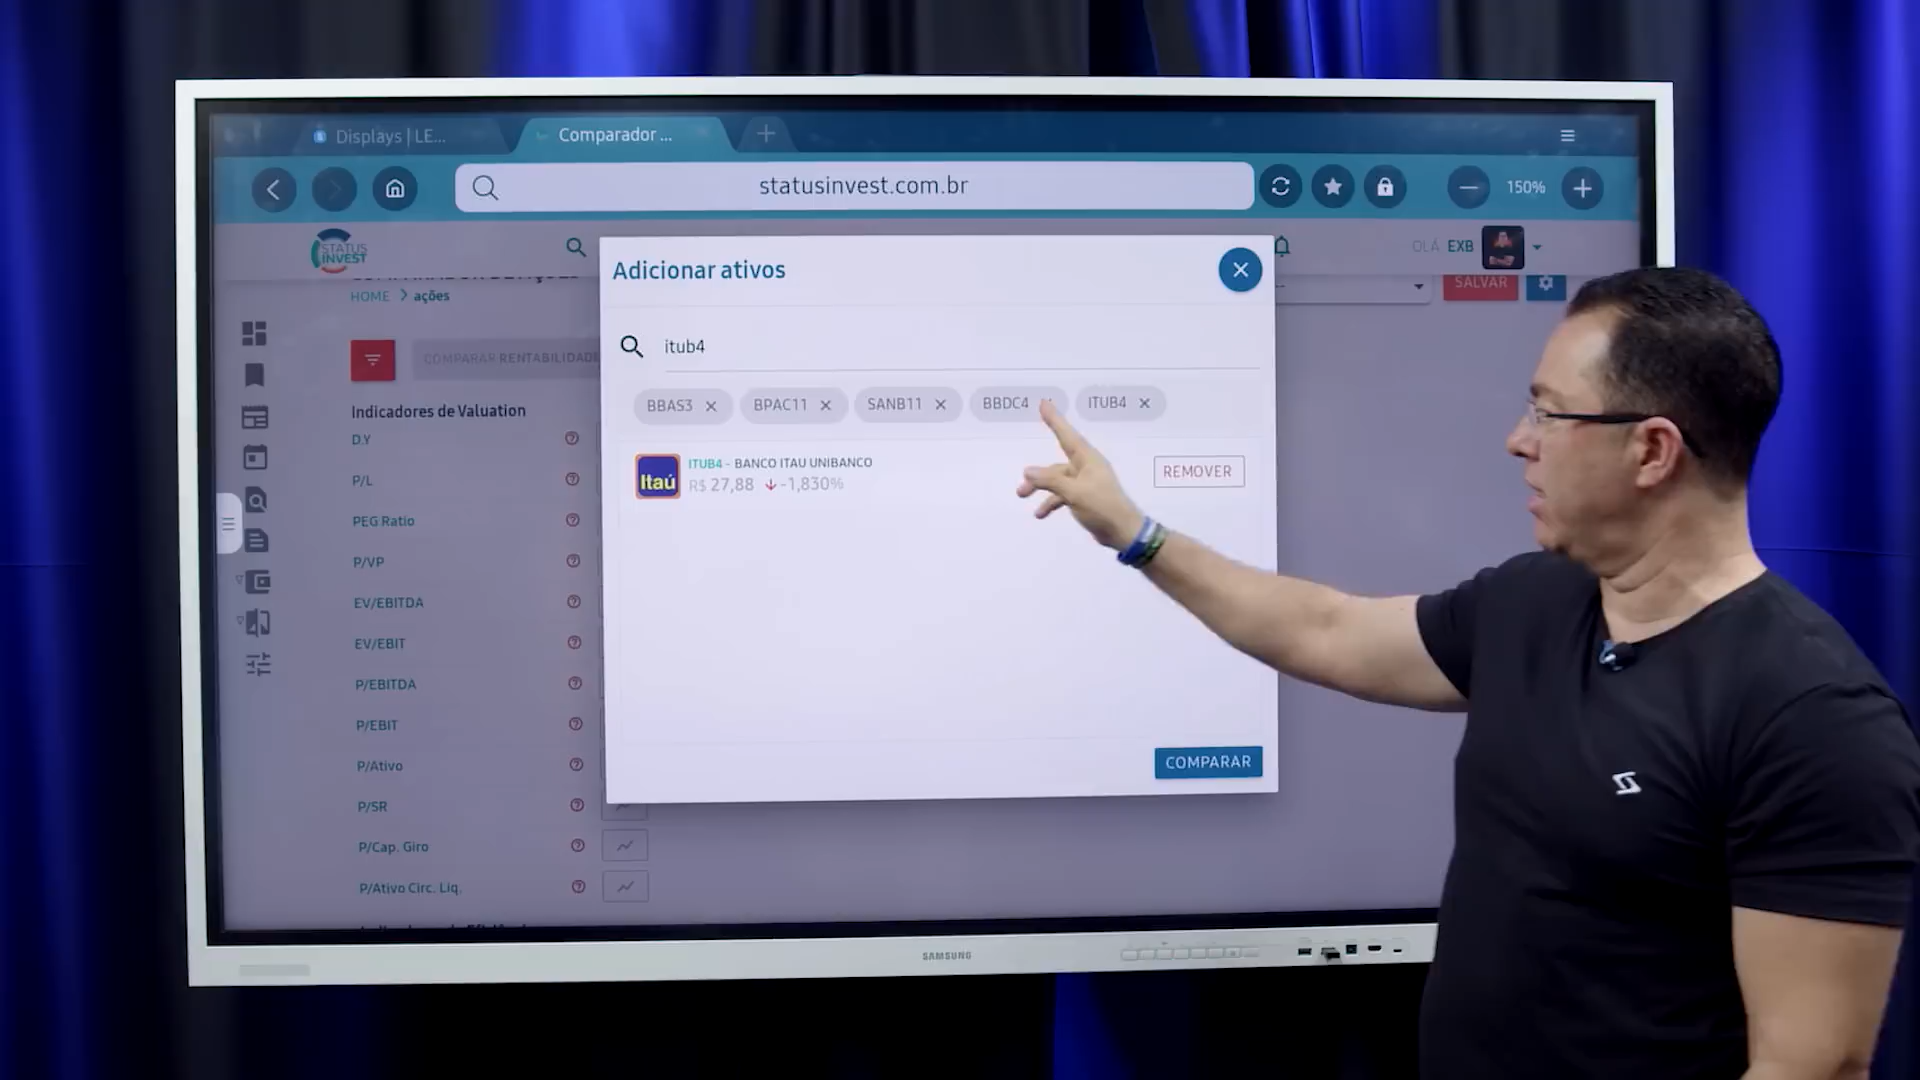 Displays | LE...
Comparador ...
statusinvest.com.br
150%
STATUS
INVEST
OLÁ EXB
HOME > ações
SALVAR
COMPARAR RENTABILIDADE
Adicionar ativos
itub4
BBAS3
BPAC11
SANB11
BBDC4
ITUB4
Itaú
ITUB4 - BANCO ITAU UNIBANCO
R$ 27,88 -1,830%
REMOVER
COMPARAR
Indicadores de Valuation
D.Y
P/L
PEG Ratio
P/VP
EV/EBITDA
EV/EBIT
P/EBITDA
P/EBIT
P/Ativo
P/SR
P/Cap. Giro
P/Ativo Circ. Liq.
SAMSUNG